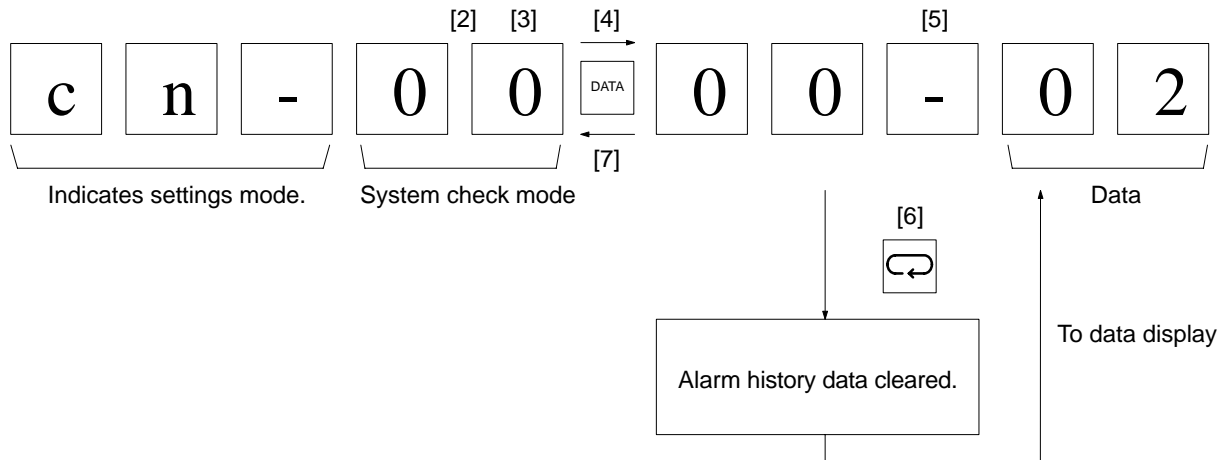 [2] [3] [4] [5]
c n - 0 0 DATA 0 0 - 0 2
[7]
Indicates settings mode. System check mode Data
[6]
To data display
Alarm history data cleared.